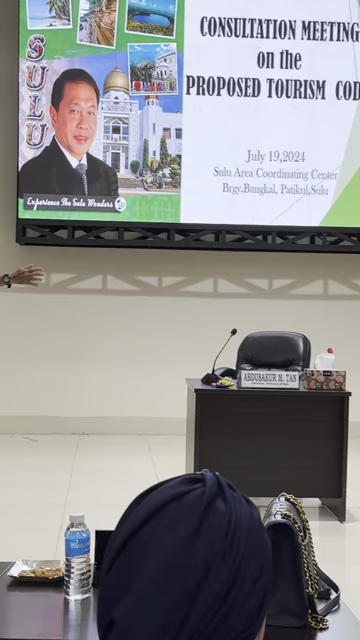 SULU
Experience The Sulu Wonders
CONSULTATION MEETING
on the
PROPOSED TOURISM COD
July 19,2024
Sulu Area Coordinating Center
Brgy.Bangkal, Patikul,Sulu
ABDUSAKUR M. TAN